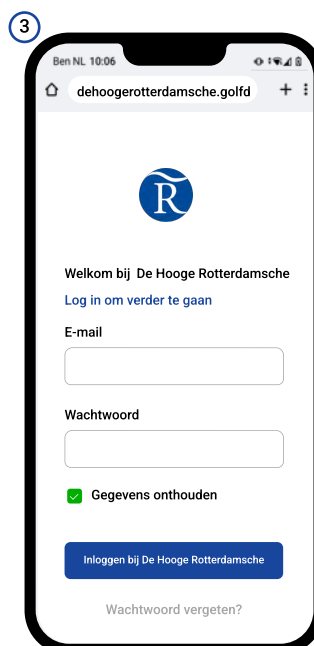 3
Ben NL 10:06
dehoogerotterdamsche.golfd
R
Welkom bij De Hooge Rotterdamsche
Log in om verder te gaan
E-mail
Wachtwoord
Gegevens onthouden
Inloggen bij De Hooge Rotterdamsche
Wachtwoord vergeten?